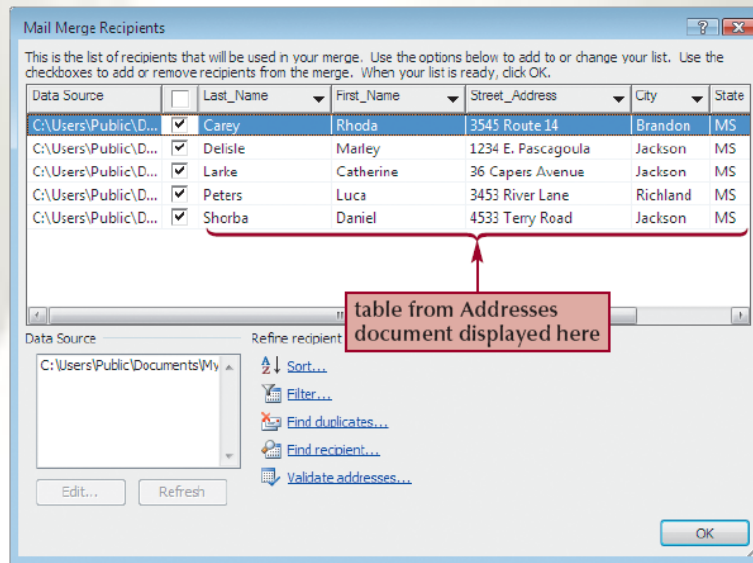 Mail Merge Recipients
This is the list of recipients that will be used in your merge. Use the options below to add to or change your list. Use the
checkboxes to add or remove recipients from the merge. When your list is ready, click OK.
Data Source Last_Name First_Name Street_Address City State
C:\Users\Public\D... Carey Rhoda 3545 Route 14 Brandon MS
C:\Users\Public\D... Delisle Marley 1234 E. Pascagoula Jackson MS
C:\Users\Public\D... Larke Catherine 36 Capers Avenue Jackson MS
C:\Users\Public\D... Peters Luca 3453 River Lane Richland MS
C:\Users\Public\D... Shorba Daniel 4533 Terry Road Jackson MS
table from Addresses
document displayed here
Data Source Refine recipient
C:\Users\Public\Documents\My
Sort...
Filter...
Find duplicates...
Find recipient...
Validate addresses...
Edit... Refresh
OK